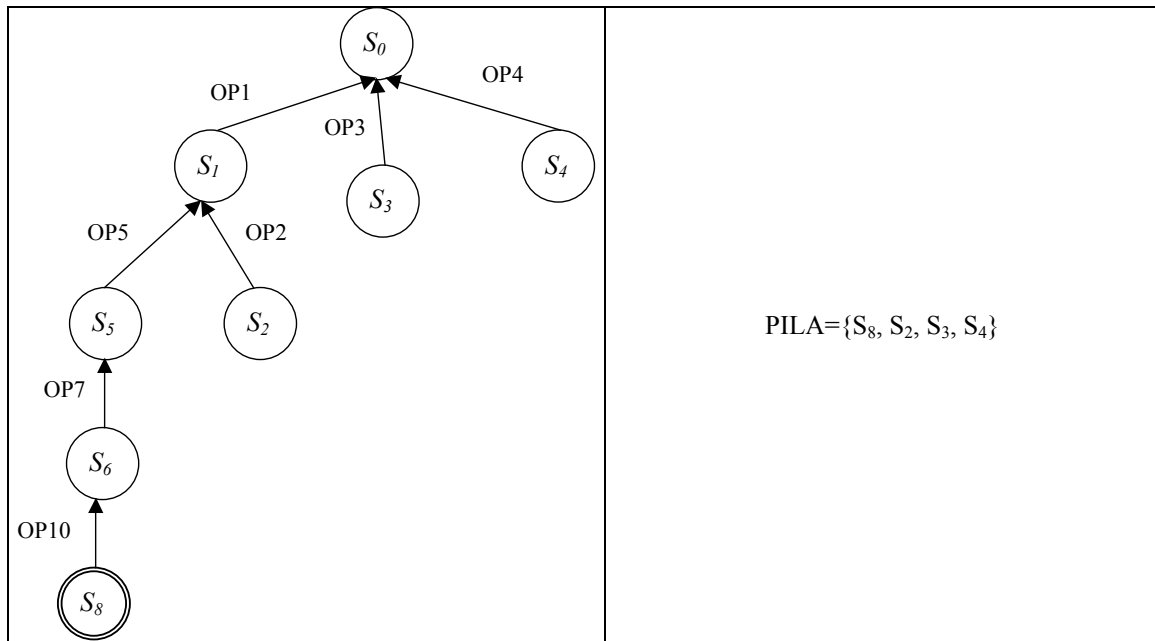 S₀
OP4
OP1
OP3
S₁
S₄
S₃
OP5
OP2
S₅
S₂
PILA={S₈, S₂, S₃, S₄}
OP7
S₆
OP10
S₈